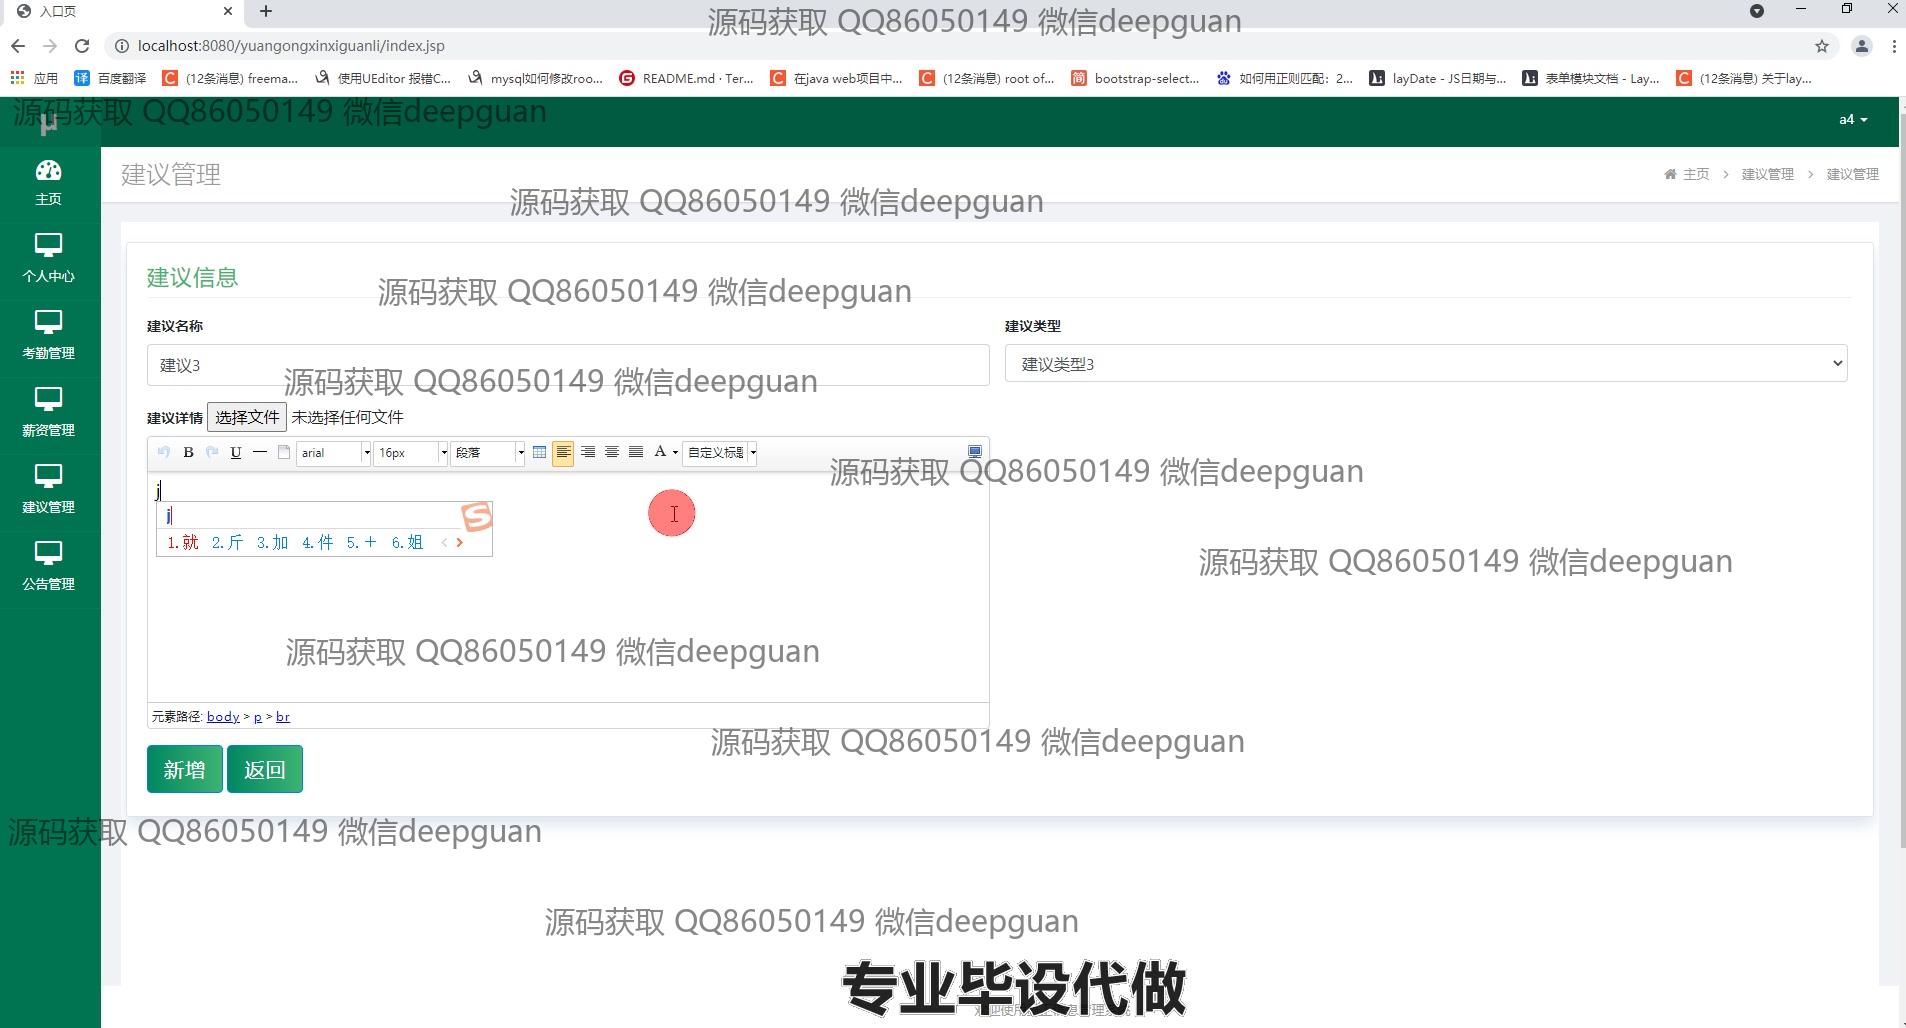 入口页
源码获取 QQ86050149 微信deepguan
localhost:8080/yuangongxinxiguanli/index.jsp
应用 百度翻译 (12条消息) freema... 使用UEditor 报错C... mysql如何修改roo... README.md · Ter... 在java web项目中... (12条消息) root of... bootstrap-select... 如何用正则匹配：2... layDate - JS日期与... 表单模块文档 - Lay... (12条消息) 关于lay...
源码获取 QQ86050149 微信deepguan
μ
a4
主页
建议管理
主页 > 建议管理 > 建议管理
源码获取 QQ86050149 微信deepguan
个人中心
建议信息
源码获取 QQ86050149 微信deepguan
建议名称 建议类型
考勤管理
建议3
建议类型3
源码获取 QQ86050149 微信deepguan
建议详情 选择文件 未选择任何文件
薪资管理
B U arial 16px 段落 A 自定义标题
源码获取 QQ86050149 微信deepguan
j
j
1.就 2.斤 3.加 4.件 5.十 6.姐 < >
建议管理
源码获取 QQ86050149 微信deepguan
公告管理
源码获取 QQ86050149 微信deepguan
元素路径: body > p > br
源码获取 QQ86050149 微信deepguan
新增 返回
源码获取 QQ86050149 微信deepguan
源码获取 QQ86050149 微信deepguan
专业毕设代做